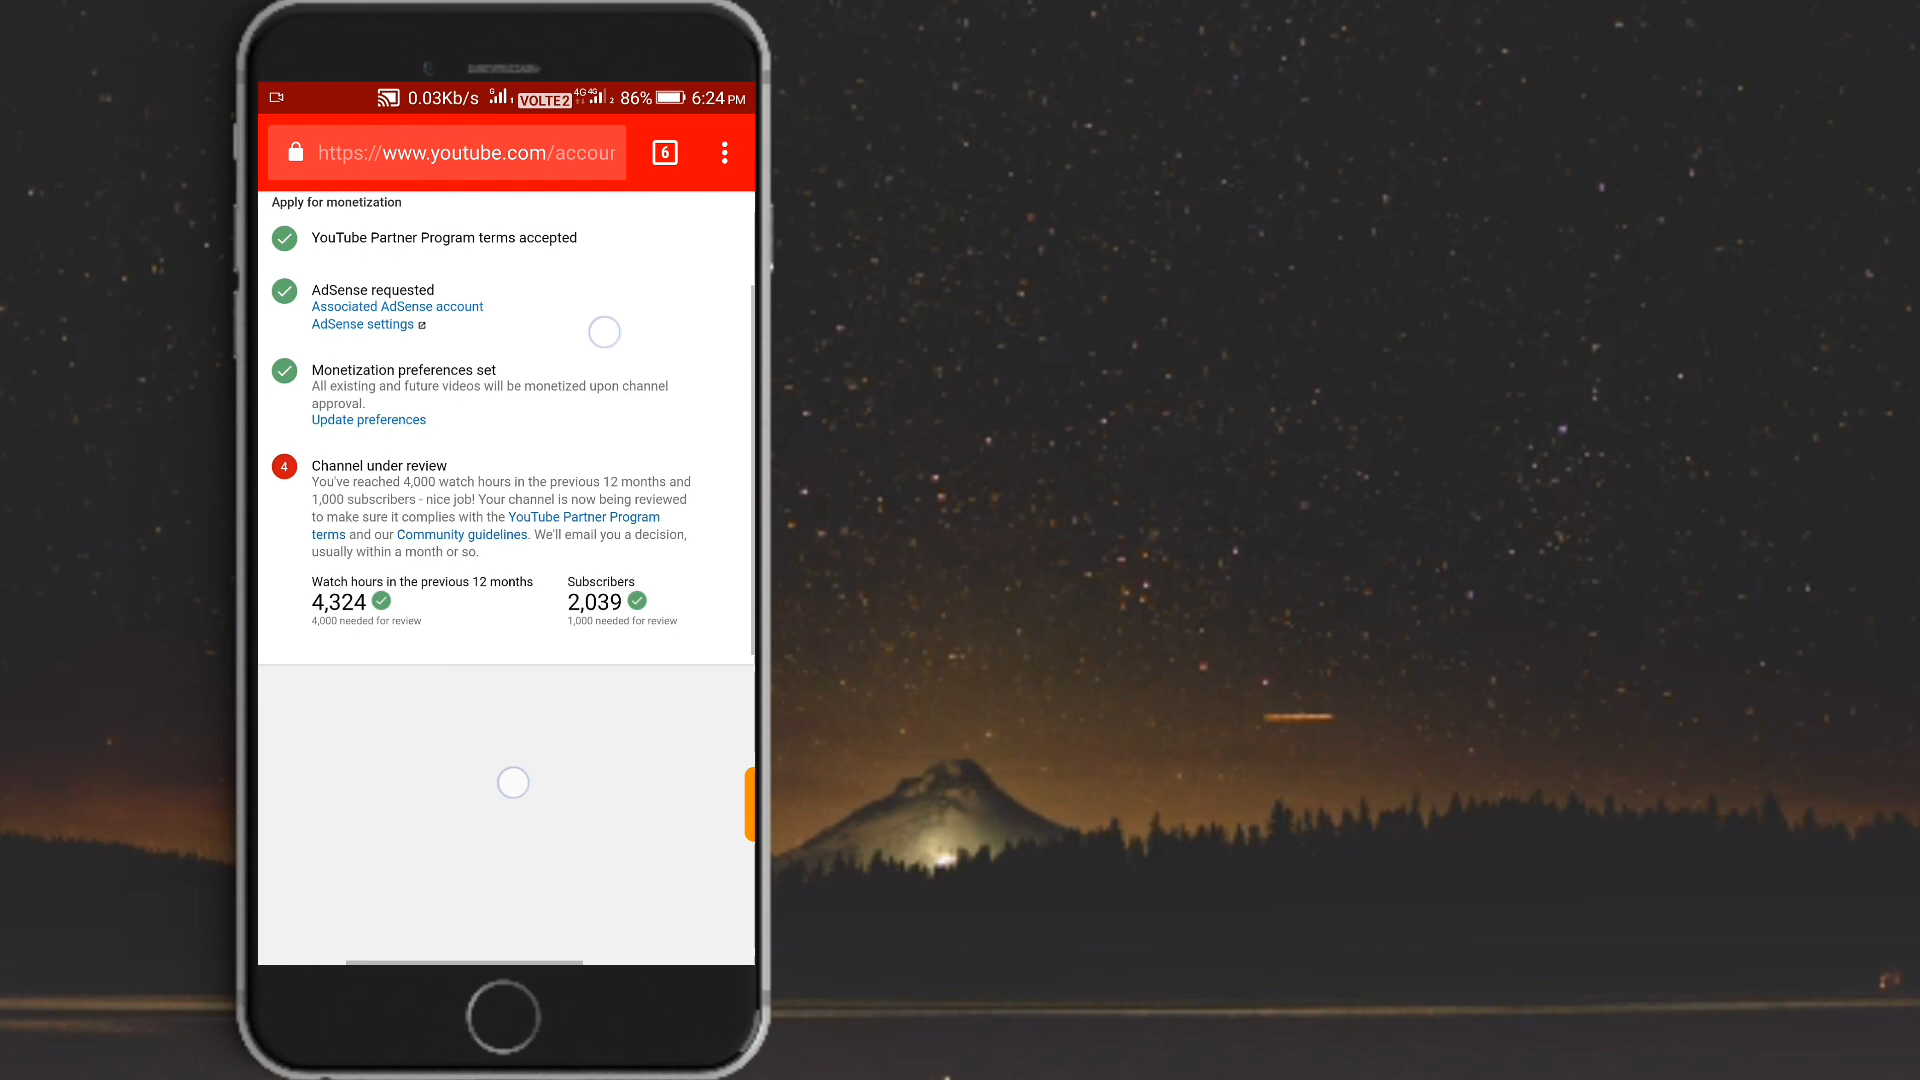 0.03Kb/s G 1 VOLTE2 4G 4G 2 86% 6:24 PM
https://www.youtube.com/accour
6
Apply for monetization
YouTube Partner Program terms accepted
AdSense requested
Associated AdSense account
AdSense settings
Monetization preferences set
All existing and future videos will be monetized upon channel
approval.
Update preferences
4
Channel under review
You've reached 4,000 watch hours in the previous 12 months and
1,000 subscribers - nice job! Your channel is now being reviewed
to make sure it complies with the YouTube Partner Program
terms and our Community guidelines. We'll email you a decision,
usually within a month or so.
Watch hours in the previous 12 months
Subscribers
4,324
2,039
4,000 needed for review
1,000 needed for review